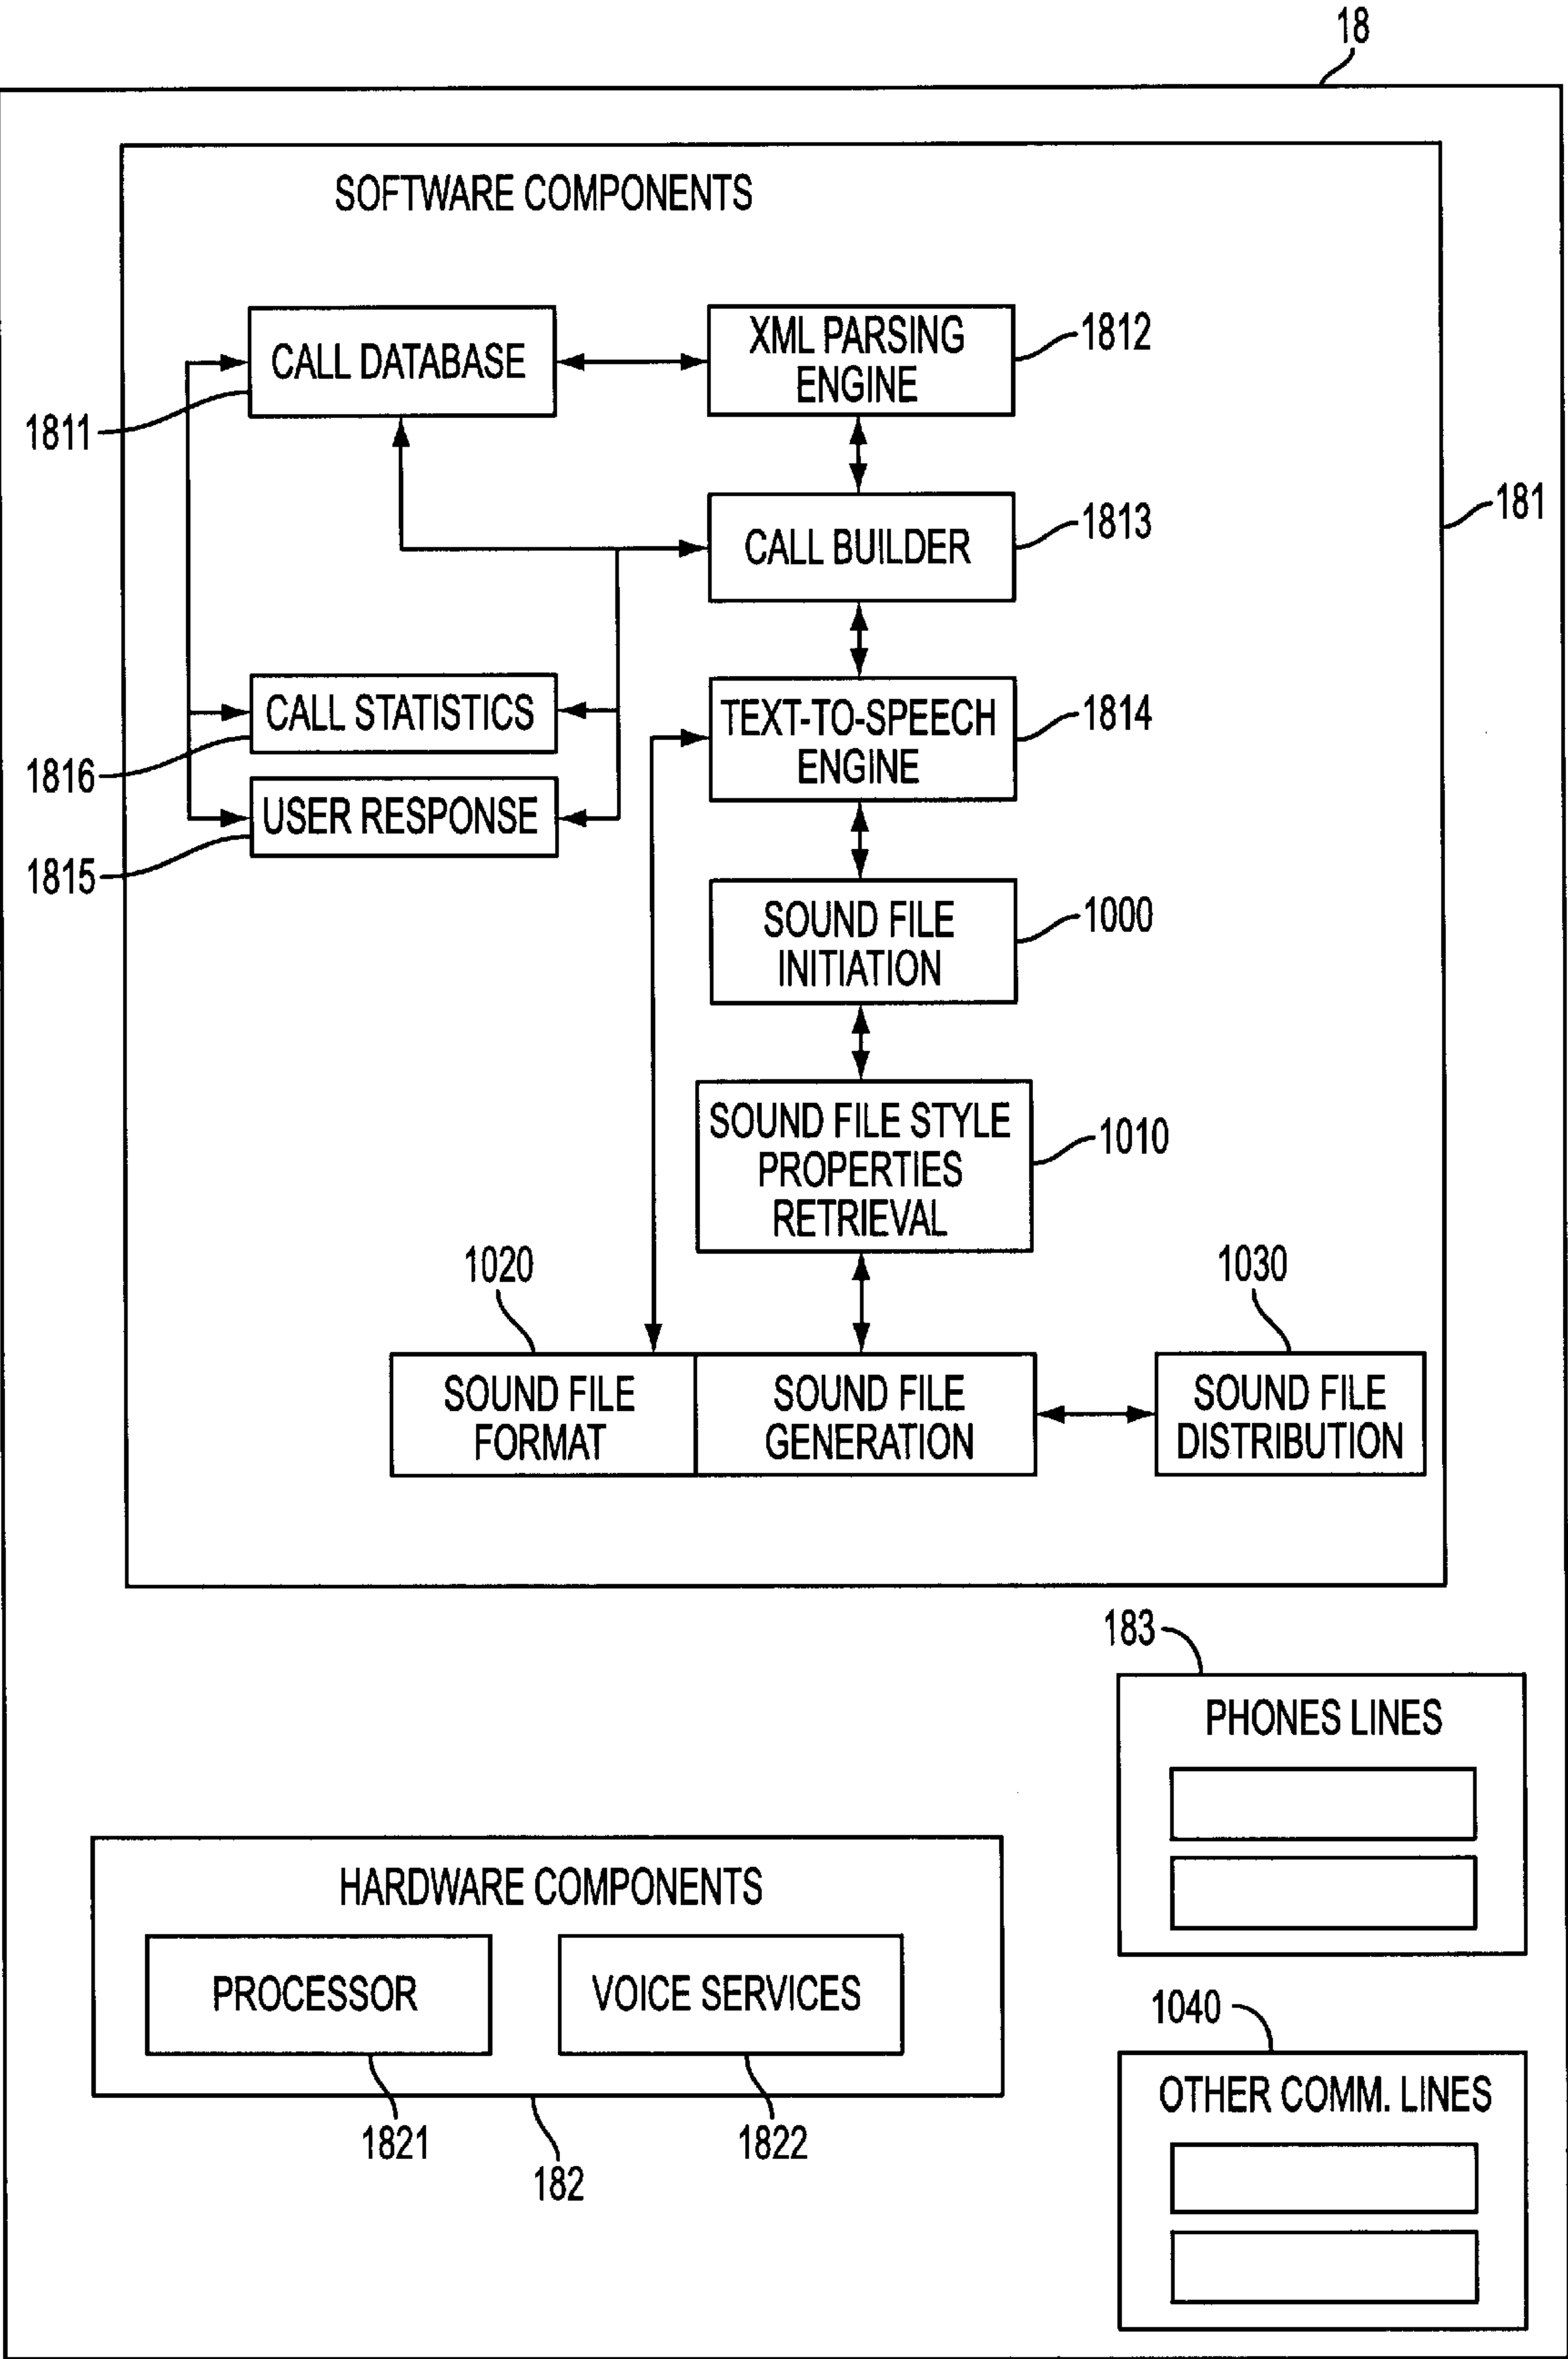 18
SOFTWARE COMPONENTS
CALL DATABASE
1811
XML PARSING
ENGINE
1812
CALL BUILDER
1813
181
CALL STATISTICS
1816
USER RESPONSE
1815
TEXT-TO-SPEECH
ENGINE
1814
SOUND FILE
INITIATION
1000
SOUND FILE STYLE
PROPERTIES
RETRIEVAL
1010
1020
SOUND FILE
FORMAT
SOUND FILE
GENERATION
1030
SOUND FILE
DISTRIBUTION
183
PHONES LINES
HARDWARE COMPONENTS
PROCESSOR
VOICE SERVICES
1821
182
1822
1040
OTHER COMM. LINES